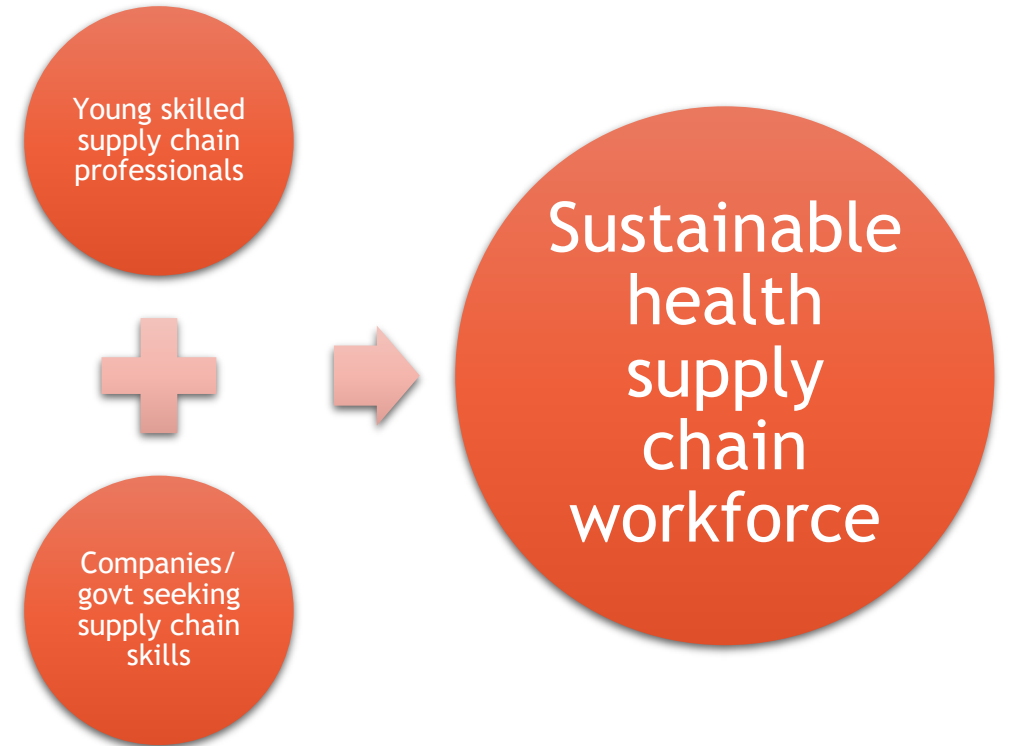 Young skilled
supply chain
professionals
Companies/
govt seeking
supply chain
skills
Sustainable
health
supply
chain
workforce